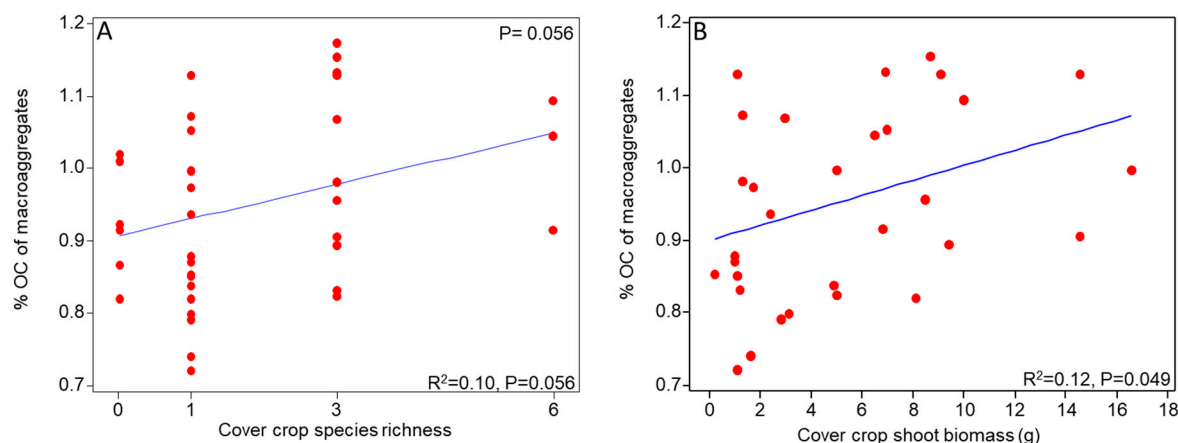 A
P= 0.056
1.2
1.1
1.0
0.9
0.8
0.7
% OC of macroaggregates
R²=0.10, P=0.056
0
1
3
6
Cover crop species richness
B
1.2
1.1
1.0
0.9
0.8
0.7
% OC of macroaggregates
R²=0.12, P=0.049
0
2
4
6
8
10
12
14
16
18
Cover crop shoot biomass (g)